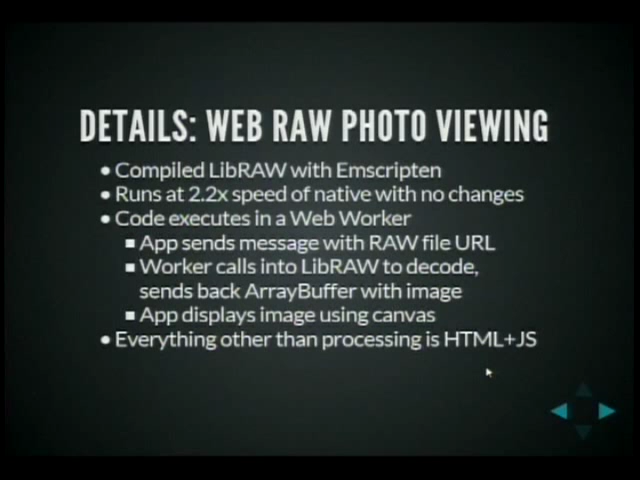 DETAILS: WEB RAW PHOTO VIEWING
• Compiled LibRAW with Emscripten
• Runs at 2.2x speed of native with no changes
• Code executes in a Web Worker
▪ App sends message with RAW file URL
▪ Worker calls into LibRAW to decode,
sends back ArrayBuffer with image
▪ App displays image using canvas
• Everything other than processing is HTML+JS